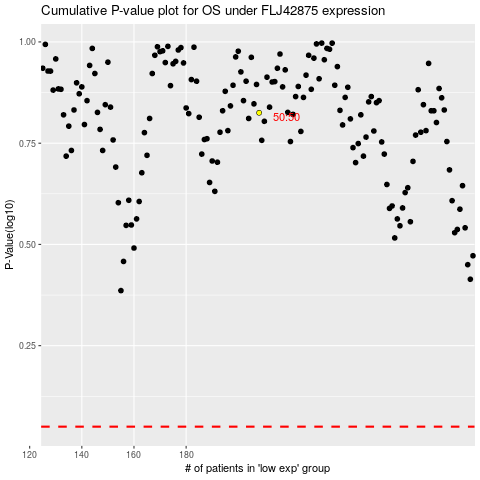 Cumulative P-value plot for OS under FLJ42875 expression
1.00
0.75
0.50
0.25
P-Value(log10)
50:50
120 140 160 180
# of patients in 'low exp' group